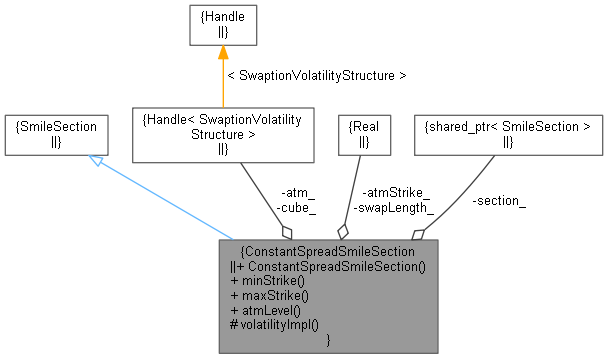 {Handle
||}
< SwaptionVolatilityStructure >
{SmileSection
||}
{Handle< SwaptionVolatility
Structure >
||}
{Real
||}
{shared_ptr< SmileSection >
||}
-atm_
-cube_
-atmStrike_
-swapLength_
-section_
{ConstantSpreadSmileSection
||+ ConstantSpreadSmileSection()
+ minStrike()
+ maxStrike()
+ atmLevel()
# volatilityImpl()
}